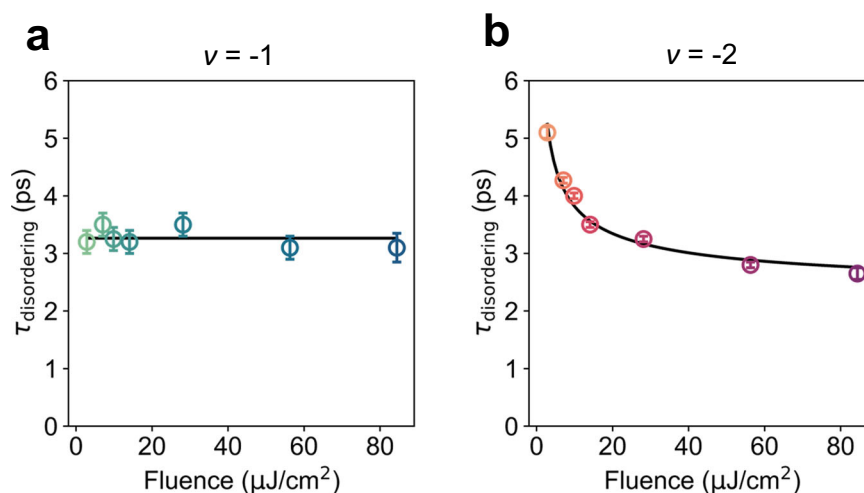 a
ν = -1
6
5
4
3
2
1
0
τdisordering (ps)
0 20 40 60 80
Fluence (μJ/cm²)
b
ν = -2
6
5
4
3
2
1
0
τdisordering (ps)
0 20 40 60 80
Fluence (μJ/cm²)